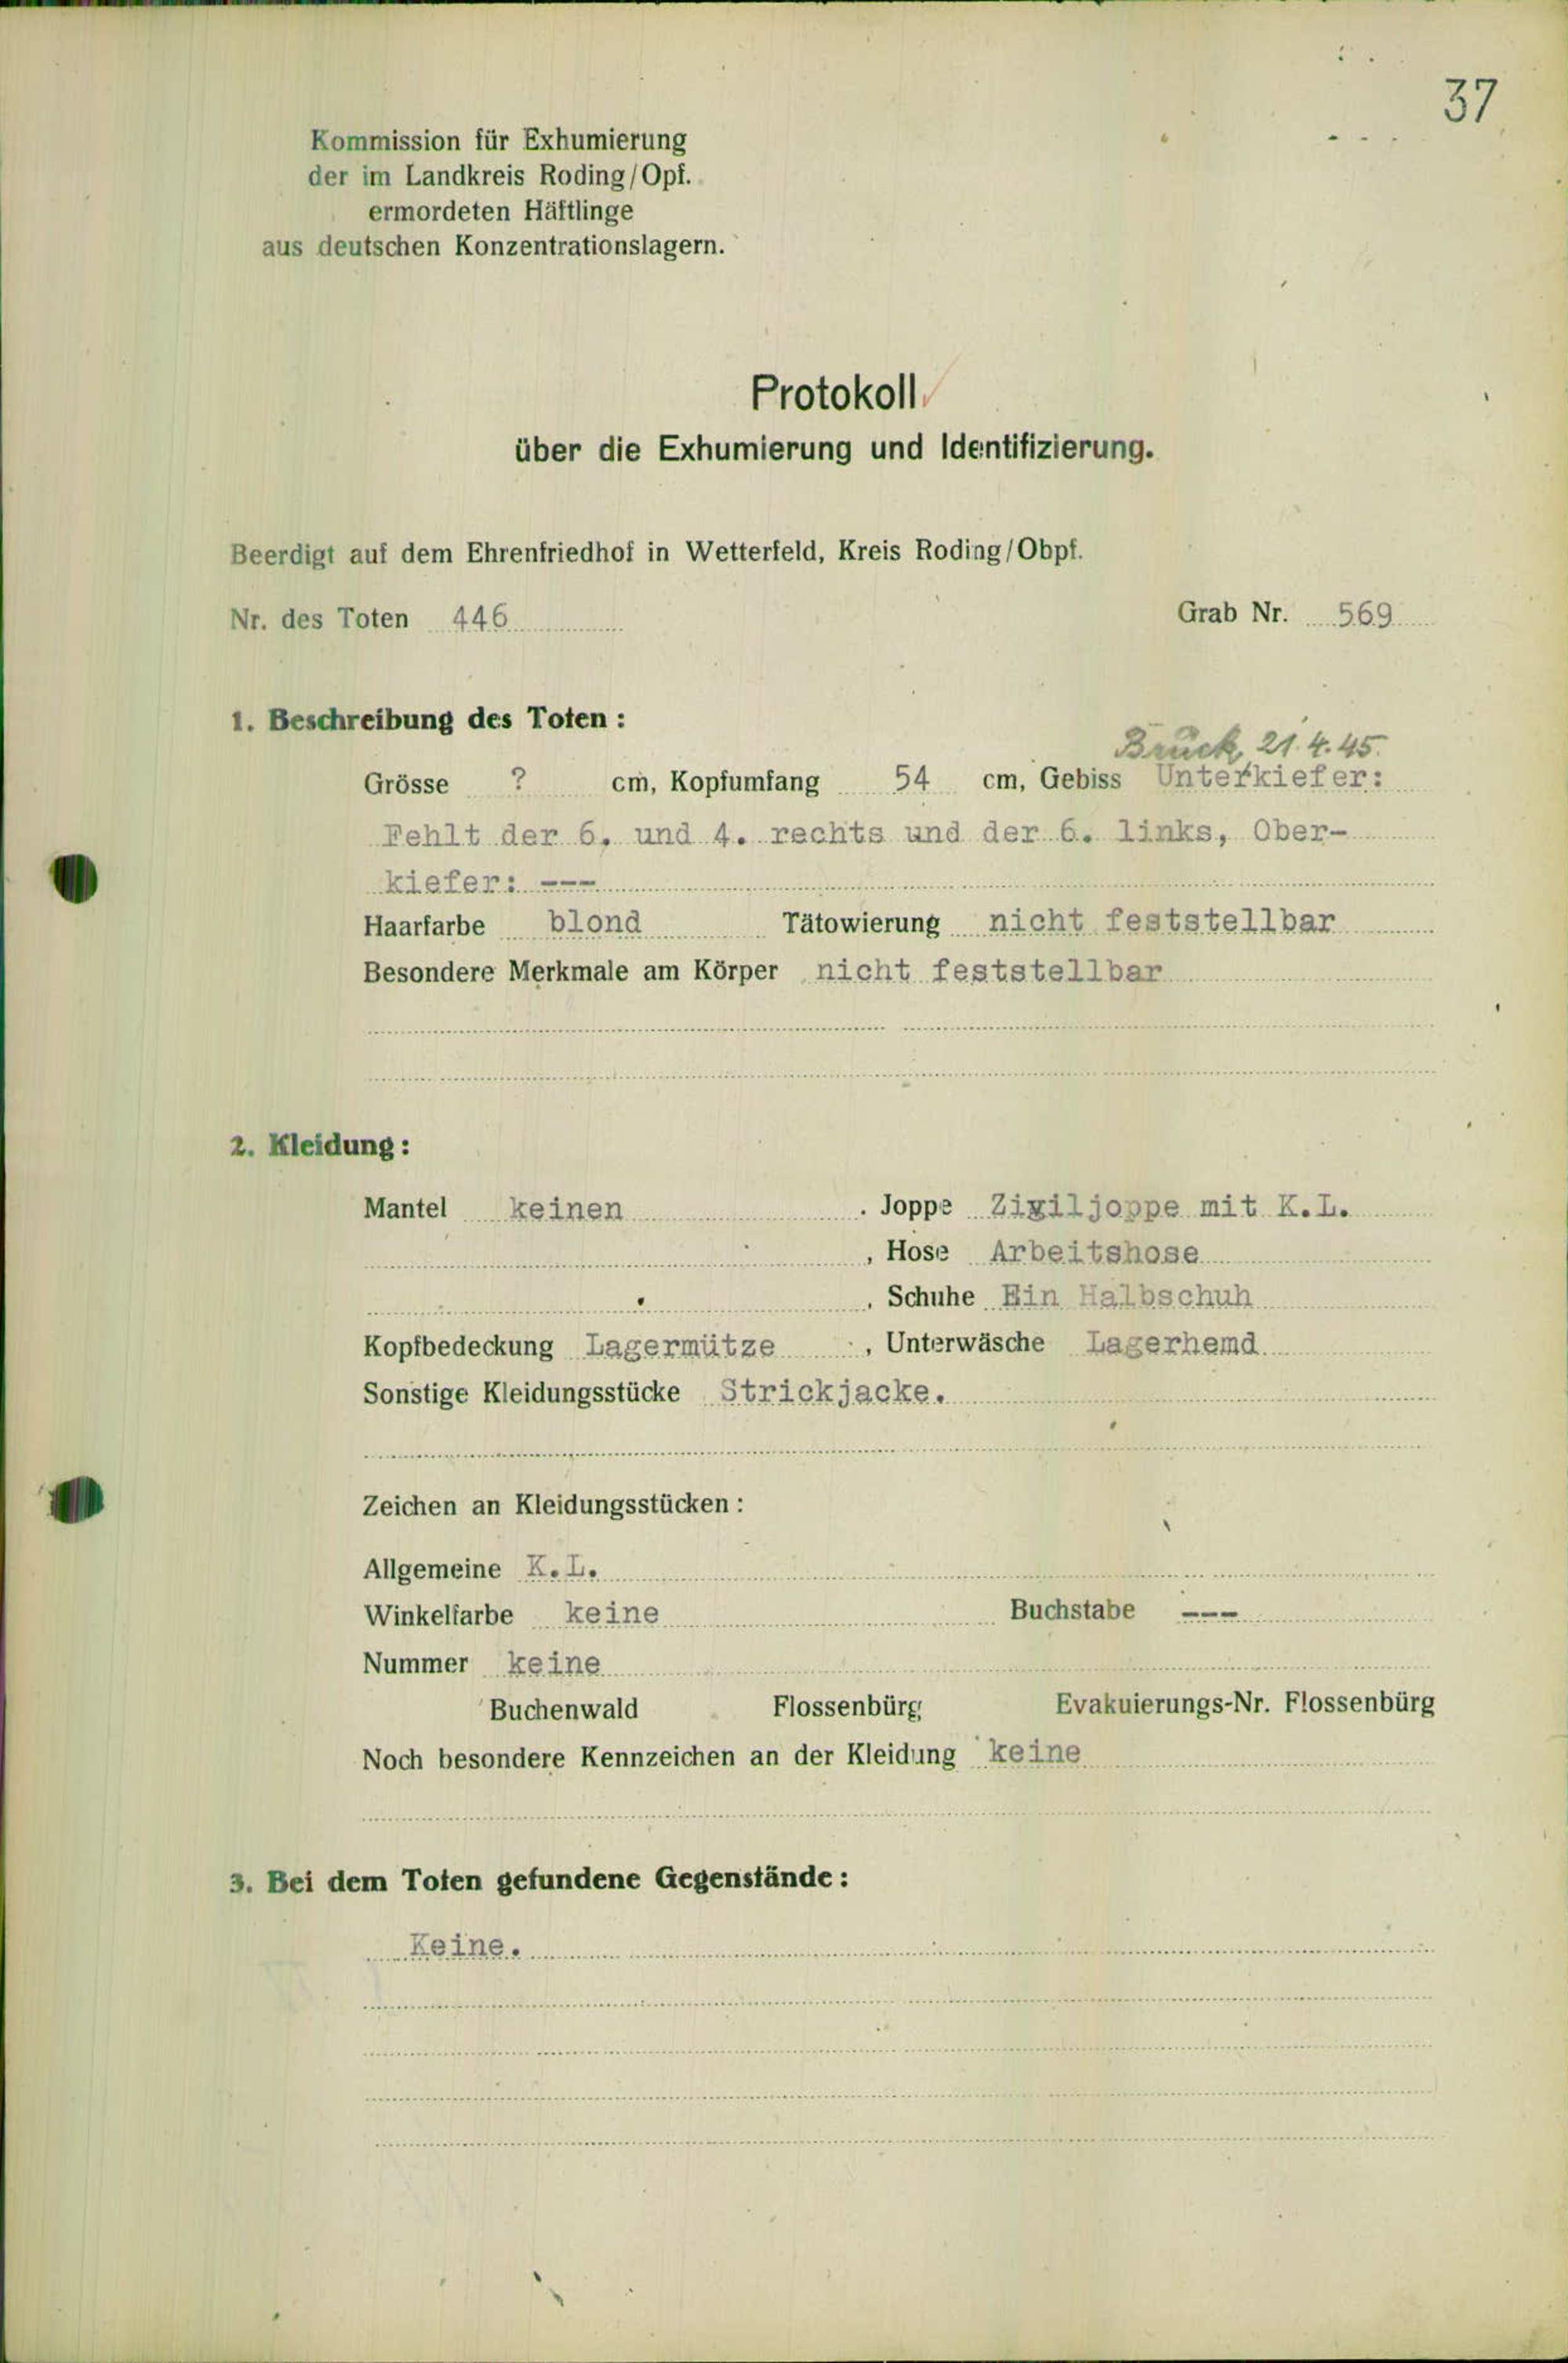 37
Kommission für Exhumierung
der im Landkreis Roding/Opf.
ermordeten Häftlinge
aus deutschen Konzentrationslagern.
Protokoll
über die Exhumierung und Identifizierung.
Beerdigt auf dem Ehrenfriedhof in Wetterfeld, Kreis Roding/Obpf.
Nr. des Toten 446 Grab Nr. 569
1. Beschreibung des Toten:
Bruck, 21.4.45.
Grösse ? cm, Kopfumfang 54 cm, Gebiss Unterkiefer:
Fehlt der 6. und 4. rechts und der 6. links, Ober-
kiefer: ---
Haarfarbe blond Tätowierung nicht feststellbar
Besondere Merkmale am Körper nicht feststellbar
2. Kleidung:
Mantel keinen . Joppe Ziviljoppe mit K.L.
, Hose Arbeitshose
, Schuhe Ein Halbschuh
Kopfbedeckung Lagermütze , Unterwäsche Lagerhemd
Sonstige Kleidungsstücke Strickjacke.
Zeichen an Kleidungsstücken:
Allgemeine K.L.
Winkelfarbe keine Buchstabe ---
Nummer keine
Buchenwald Flossenbürg Evakuierungs-Nr. Flossenbürg
Noch besondere Kennzeichen an der Kleidung keine
3. Bei dem Toten gefundene Gegenstände:
Keine.